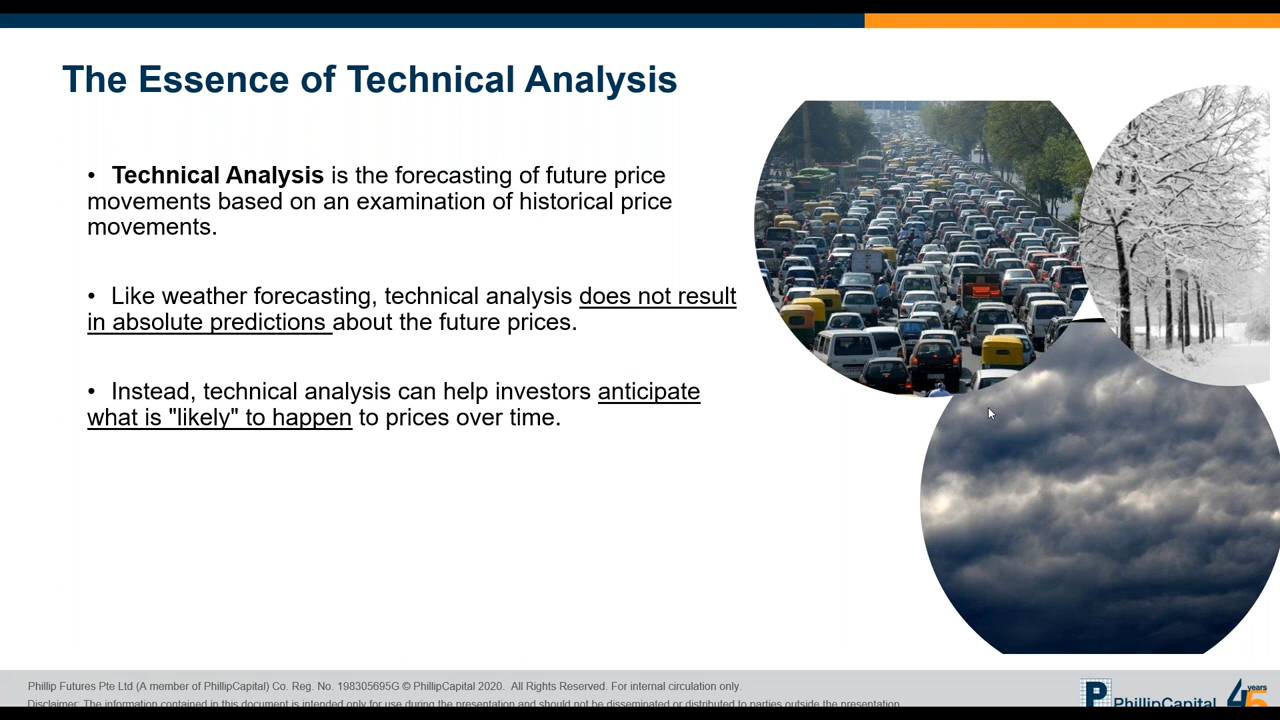 The Essence of Technical Analysis
• Technical Analysis is the forecasting of future price
movements based on an examination of historical price
movements.
• Like weather forecasting, technical analysis does not result
in absolute predictions about the future prices.
• Instead, technical analysis can help investors anticipate
what is "likely" to happen to prices over time.
Phillip Futures Pte Ltd (A member of PhillipCapital) Co. Reg. No. 198305695G © PhillipCapital 2020. All Rights Reserved. For internal circulation only.
Disclaimer: The information contained in this document is intended only for use during the presentation and should not be disseminated or distributed to parties outside the presentation.
P PhillipCapital
45 years